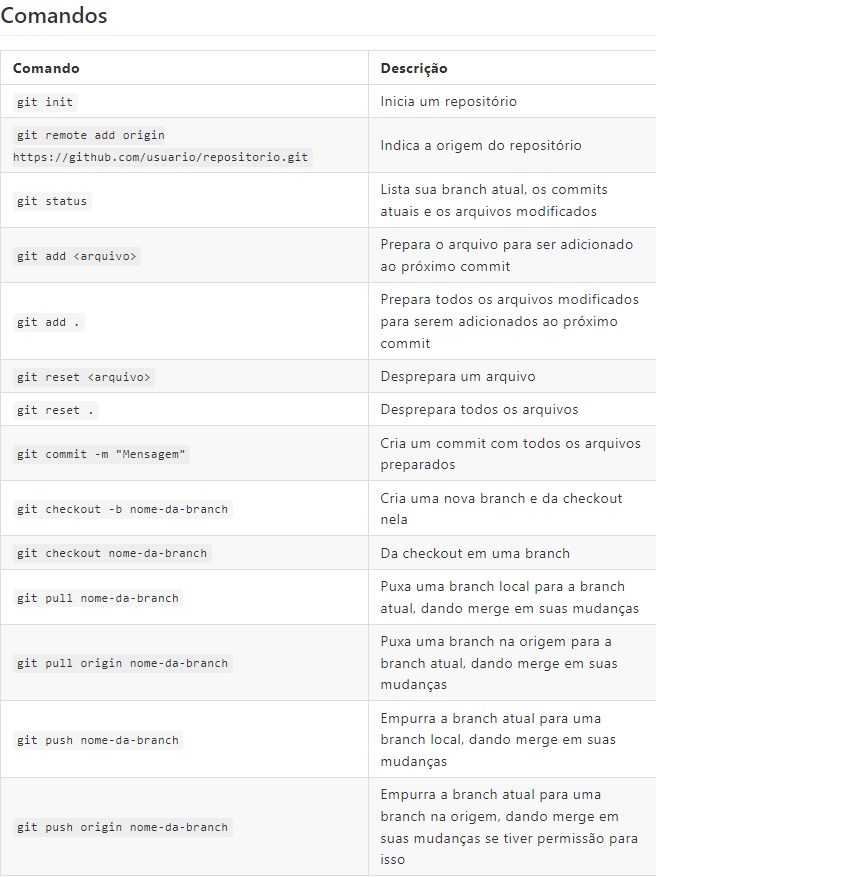 Comandos
Comando Descrição
git init Inicia um repositório
git remote add origin
https://github.com/usuario/repositorio.git
Indica a origem do repositório
git status
Lista sua branch atual, os commits
atuais e os arquivos modificados
git add <arquivo>
Prepara o arquivo para ser adicionado
ao próximo commit
git add .
Prepara todos os arquivos modificados
para serem adicionados ao próximo
commit
git reset <arquivo> Desprepara um arquivo
git reset . Desprepara todos os arquivos
git commit -m "Mensagem"
Cria um commit com todos os arquivos
preparados
git checkout -b nome-da-branch
Cria uma nova branch e da checkout
nela
git checkout nome-da-branch Da checkout em uma branch
git pull nome-da-branch
Puxa uma branch local para a branch
atual, dando merge em suas mudanças
git pull origin nome-da-branch
Puxa uma branch na origem para a
branch atual, dando merge em suas
mudanças
git push nome-da-branch
Empurra a branch atual para uma
branch local, dando merge em suas
mudanças
git push origin nome-da-branch
Empurra a branch atual para uma
branch na origem, dando merge em
suas mudanças se tiver permissão para
isso